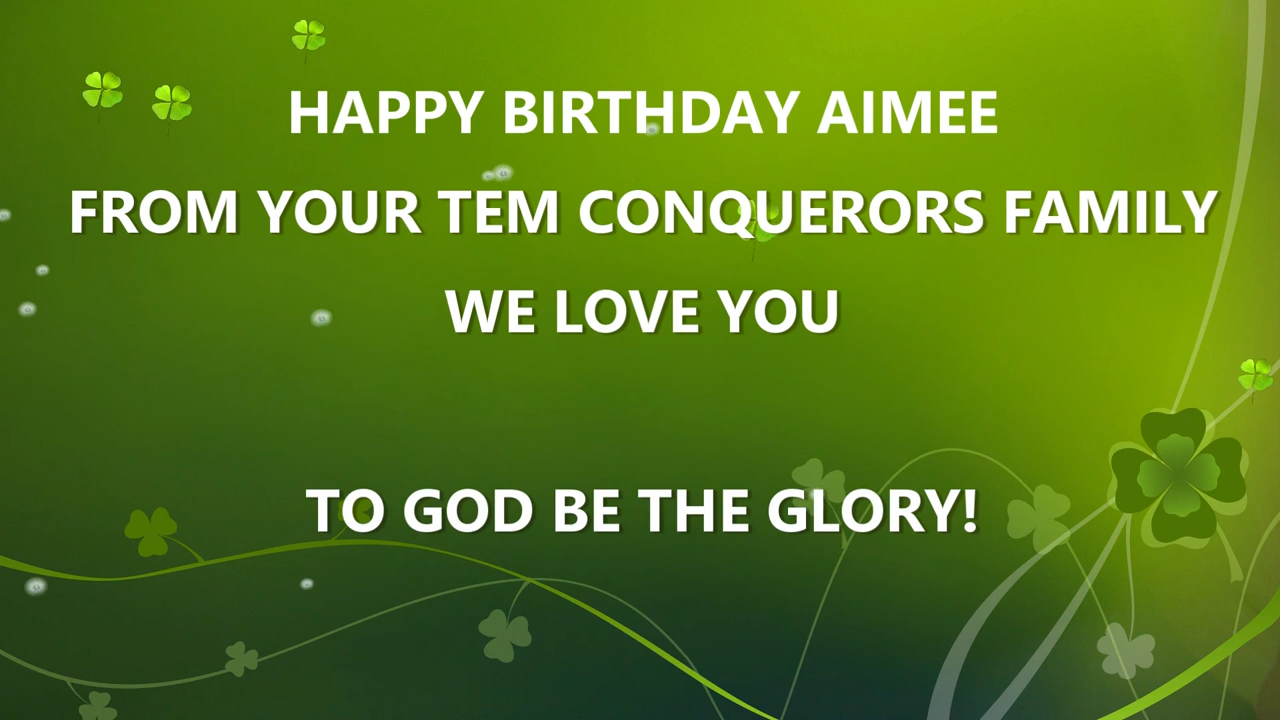 HAPPY BIRTHDAY AIMEE
FROM YOUR TEM CONQUERORS FAMILY
WE LOVE YOU
TO GOD BE THE GLORY!